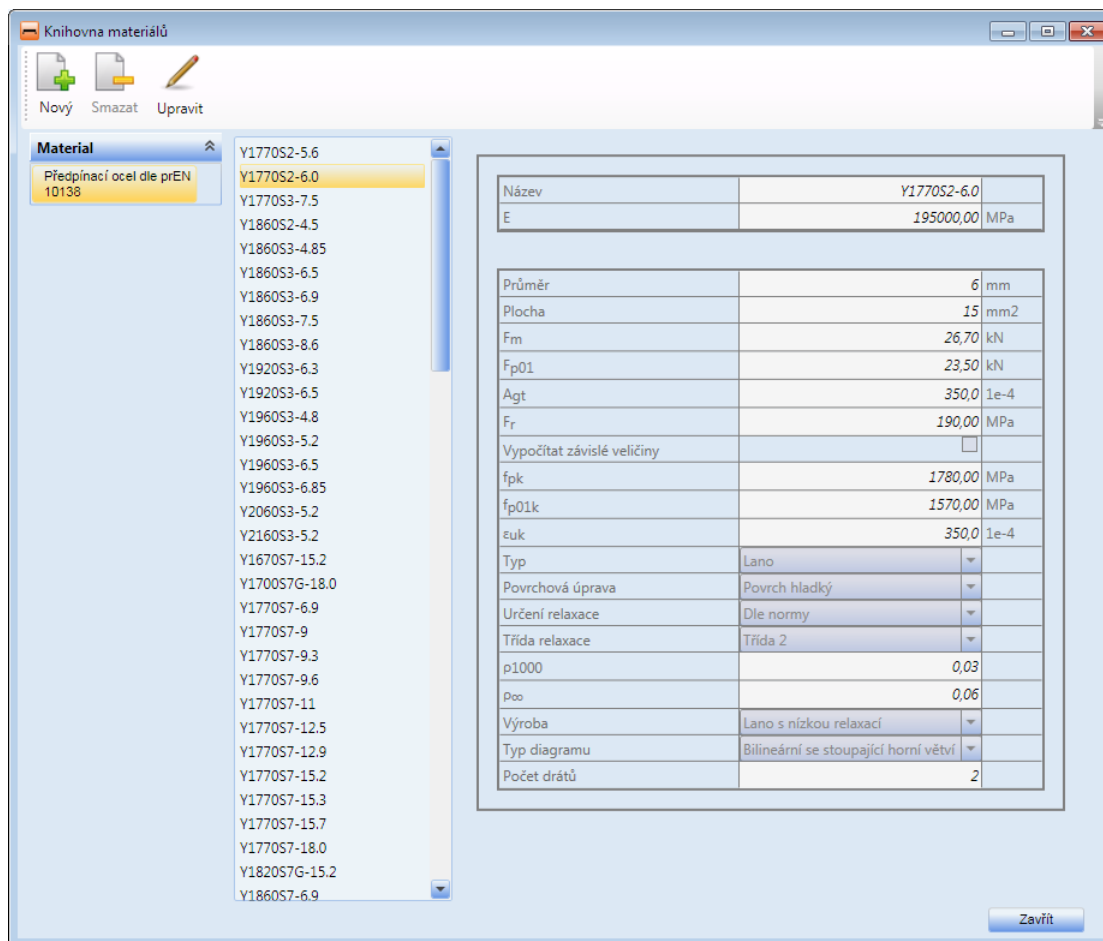 Knihovna materiálů
Nový Smazat Upravit
Material
Předpínací ocel dle prEN
10138
Y1770S2-5.6
Y1770S2-6.0
Y1770S3-7.5
Y1860S2-4.5
Y1860S3-4.85
Y1860S3-6.5
Y1860S3-6.9
Y1860S3-7.5
Y1860S3-8.6
Y1920S3-6.3
Y1920S3-6.5
Y1960S3-4.8
Y1960S3-5.2
Y1960S3-6.5
Y1960S3-6.85
Y2060S3-5.2
Y2160S3-5.2
Y1670S7-15.2
Y1700S7G-18.0
Y1770S7-6.9
Y1770S7-9
Y1770S7-9.3
Y1770S7-9.6
Y1770S7-11
Y1770S7-12.5
Y1770S7-12.9
Y1770S7-15.2
Y1770S7-15.3
Y1770S7-15.7
Y1770S7-18.0
Y1820S7G-15.2
Y1860S7-6.9
Název Y1770S2-6.0
E 195000,00 MPa
Průměr 6 mm
Plocha 15 mm2
Fm 26,70 kN
Fp01 23,50 kN
Agt 350,0 1e-4
Fr 190,00 MPa
Vypočítat závislé veličiny
fpk 1780,00 MPa
fp01k 1570,00 MPa
εuk 350,0 1e-4
Typ Lano
Povrchová úprava Povrch hladký
Určení relaxace Dle normy
Třída relaxace Třída 2
ρ1000 0,03
ρ∞ 0,06
Výroba Lano s nízkou relaxací
Typ diagramu Bilineární se stoupající horní větví
Počet drátů 2
Zavřít